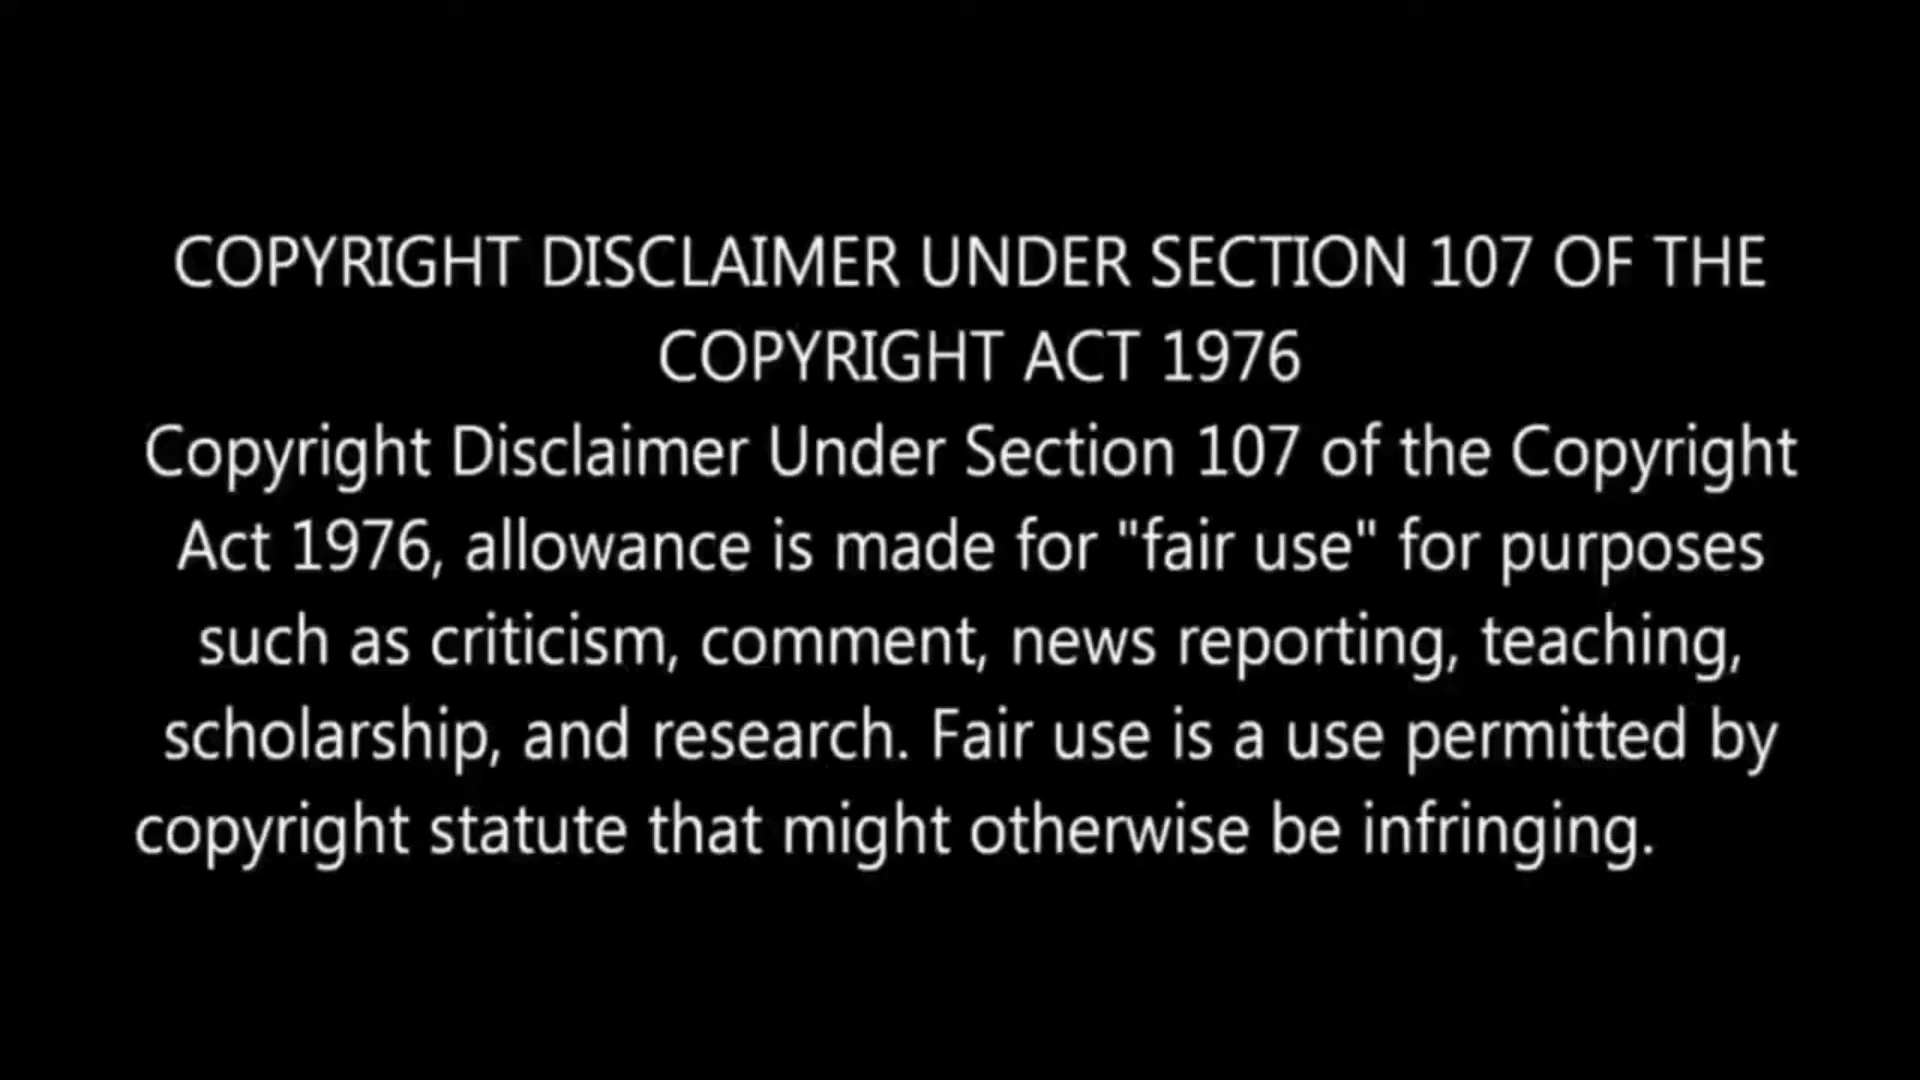 COPYRIGHT DISCLAIMER UNDER SECTION 107 OF THE
COPYRIGHT ACT 1976
Copyright Disclaimer Under Section 107 of the Copyright
Act 1976, allowance is made for "fair use" for purposes
such as criticism, comment, news reporting, teaching,
scholarship, and research. Fair use is a use permitted by
copyright statute that might otherwise be infringing.